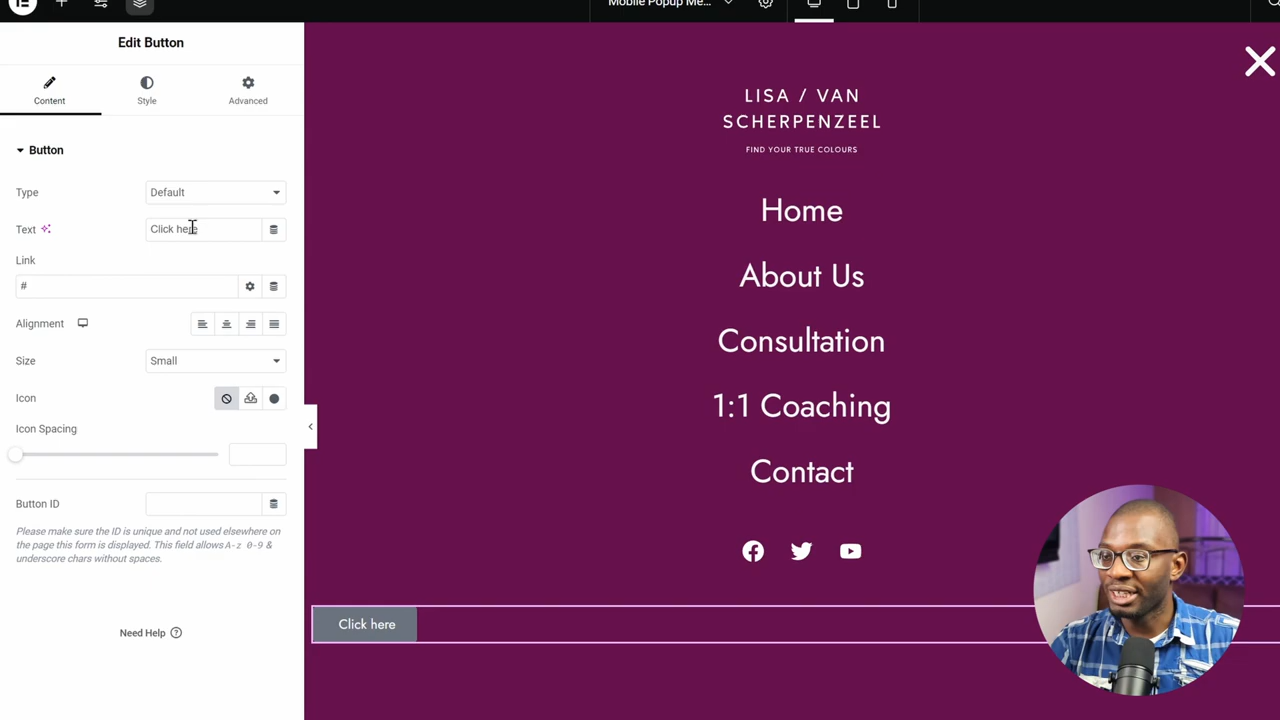 Mobile Popup Me...
Edit Button
Content
Style
Advanced
Button
Type
Default
Text
Click here
Link
#
Alignment
Size
Small
Icon
Icon Spacing
Button ID
Please make sure the ID is unique and not used elsewhere on
the page this form is displayed. This field allows A-z 0-9 &
underscore chars without spaces.
Need Help
LISA / VAN
SCHERPENZEEL
FIND YOUR TRUE COLOURS
Home
About Us
Consultation
1:1 Coaching
Contact
Click here